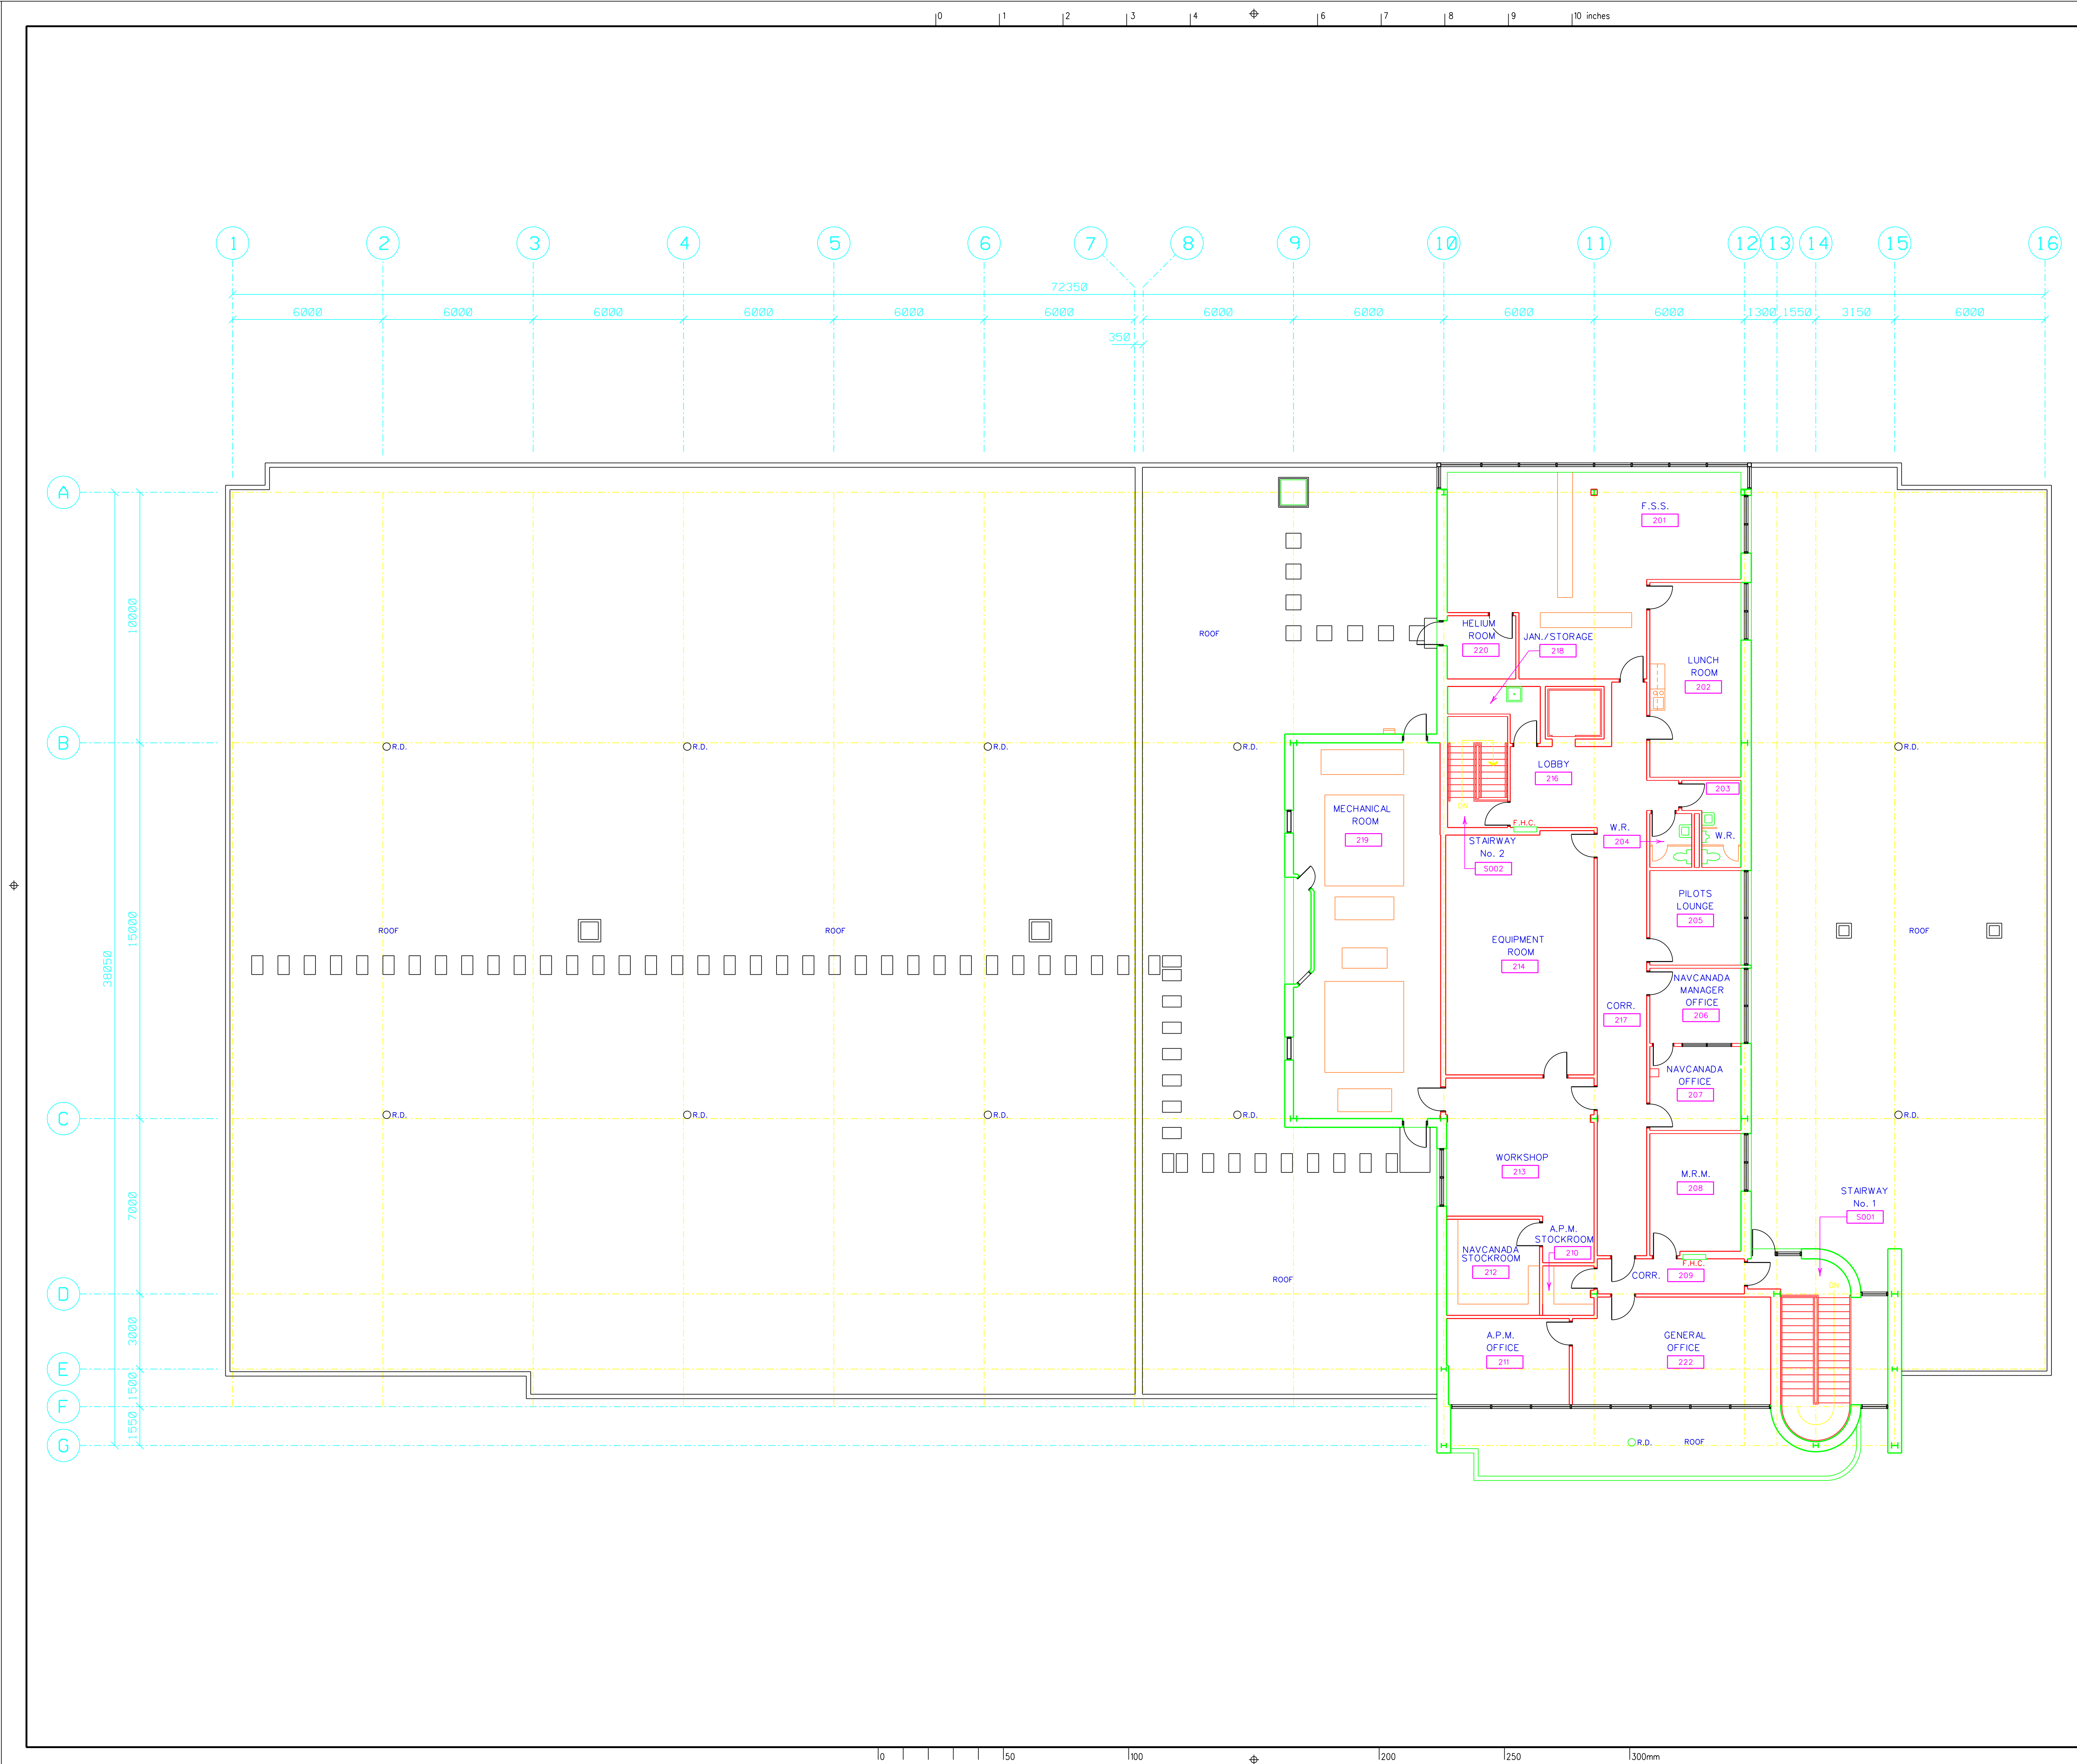 0 1 2 3 4 6 7 8 9 10 inches
1 2 3 4 5 6 7 8 9 10 11 12 13 14 15 16
72350
6000 6000 6000 6000 6000 6000 6000 6000 6000 6000 1300 1550 3150 6000
350
A
F.S.S.
201
10000
HELIUM
ROOM
220
JAN./STORAGE
218
ROOF
LUNCH
ROOM
202
B
R.D. R.D. R.D. R.D. R.D.
LOBBY
216
203
DN
MECHANICAL
ROOM
219
F.H.C.
W.R.
204
W.R.
STAIRWAY
No. 2
S002
PILOTS
LOUNGE
205
ROOF ROOF ROOF
15000
38050
EQUIPMENT
ROOM
214
NAVCANADA
MANAGER
OFFICE
206
CORR.
217
NAVCANADA
OFFICE
207
C
R.D. R.D. R.D. R.D. R.D.
WORKSHOP
213
M.R.M.
208
STAIRWAY
No. 1
S001
7000
A.P.M.
STOCKROOM
210
NAVCANADA
STOCKROOM
212
F.H.C.
CORR.
209
ROOF
DN
D
3000
A.P.M.
OFFICE
211
GENERAL
OFFICE
222
E
1500
F
1550
G
R.D. ROOF
0 50 100 200 250 300mm